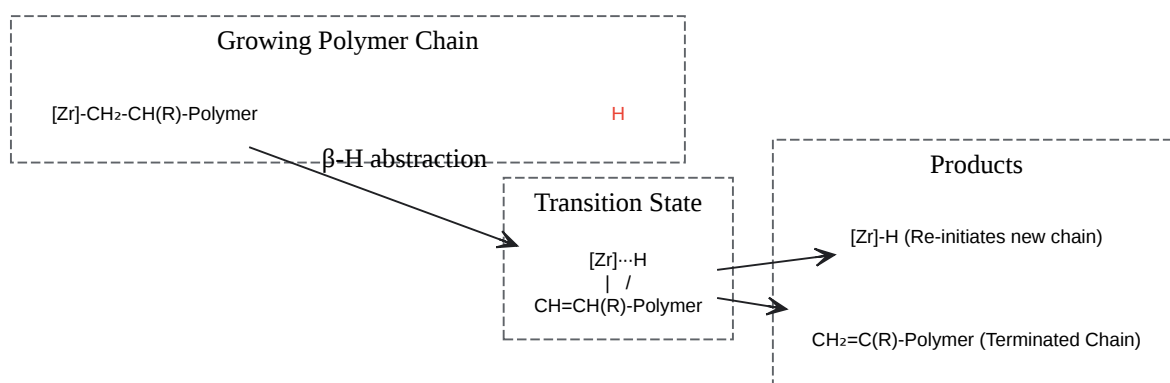 Growing Polymer Chain
[Zr]-CH₂-CH(R)-Polymer
H
β-H abstraction
Transition State
[Zr]···H
| /
CH=CH(R)-Polymer
Products
[Zr]-H (Re-initiates new chain)
CH₂=C(R)-Polymer (Terminated Chain)